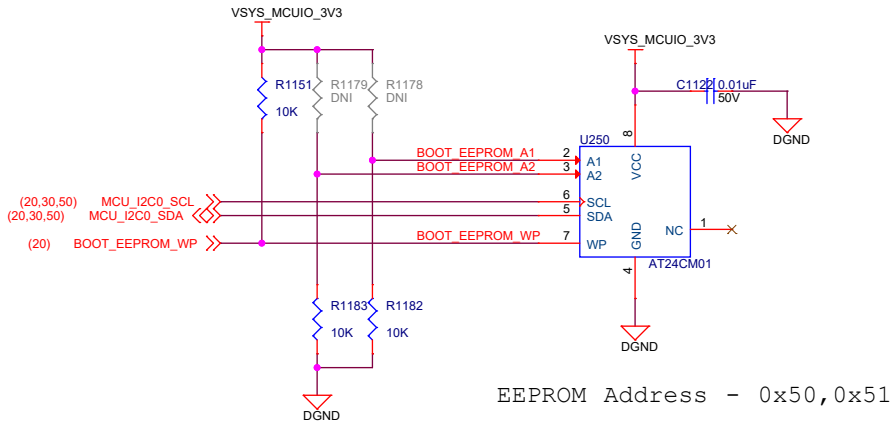 VSYS_MCUIO_3V3
VSYS_MCUIO_3V3
R1151
10K
R1179
DNI
R1178
DNI
C1122 0.01uF
50V
DGND
U250
8
BOOT_EEPROM_A1 2 A1
BOOT_EEPROM_A2 3 A2
VCC
(20,30,50) MCU_I2C0_SCL 6 SCL
(20,30,50) MCU_I2C0_SDA 5 SDA
NC 1
(20) BOOT_EEPROM_WP BOOT_EEPROM_WP 7 WP
GND
4
AT24CM01
R1183
10K
R1182
10K
DGND
DGND
EEPROM Address - 0x50,0x51